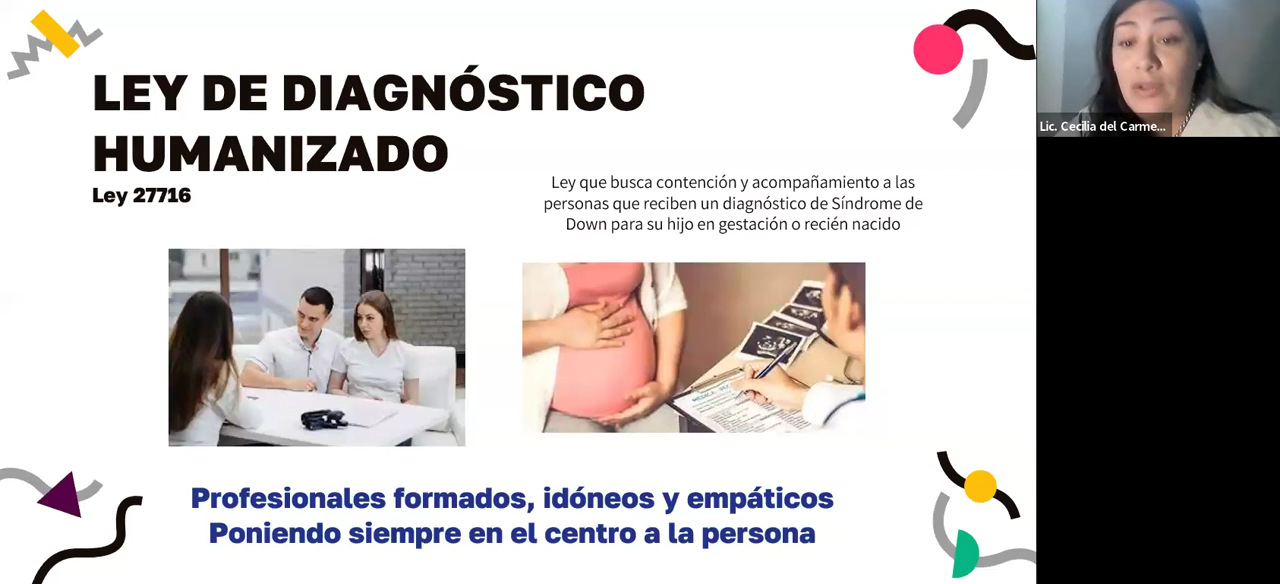 LEY DE DIAGNÓSTICO
HUMANIZADO
Ley 27716
Ley que busca contención y acompañamiento a las
personas que reciben un diagnóstico de Síndrome de
Down para su hijo en gestación o recién nacido
Profesionales formados, idóneos y empáticos
Poniendo siempre en el centro a la persona
Lic. Cecilia del Carme...